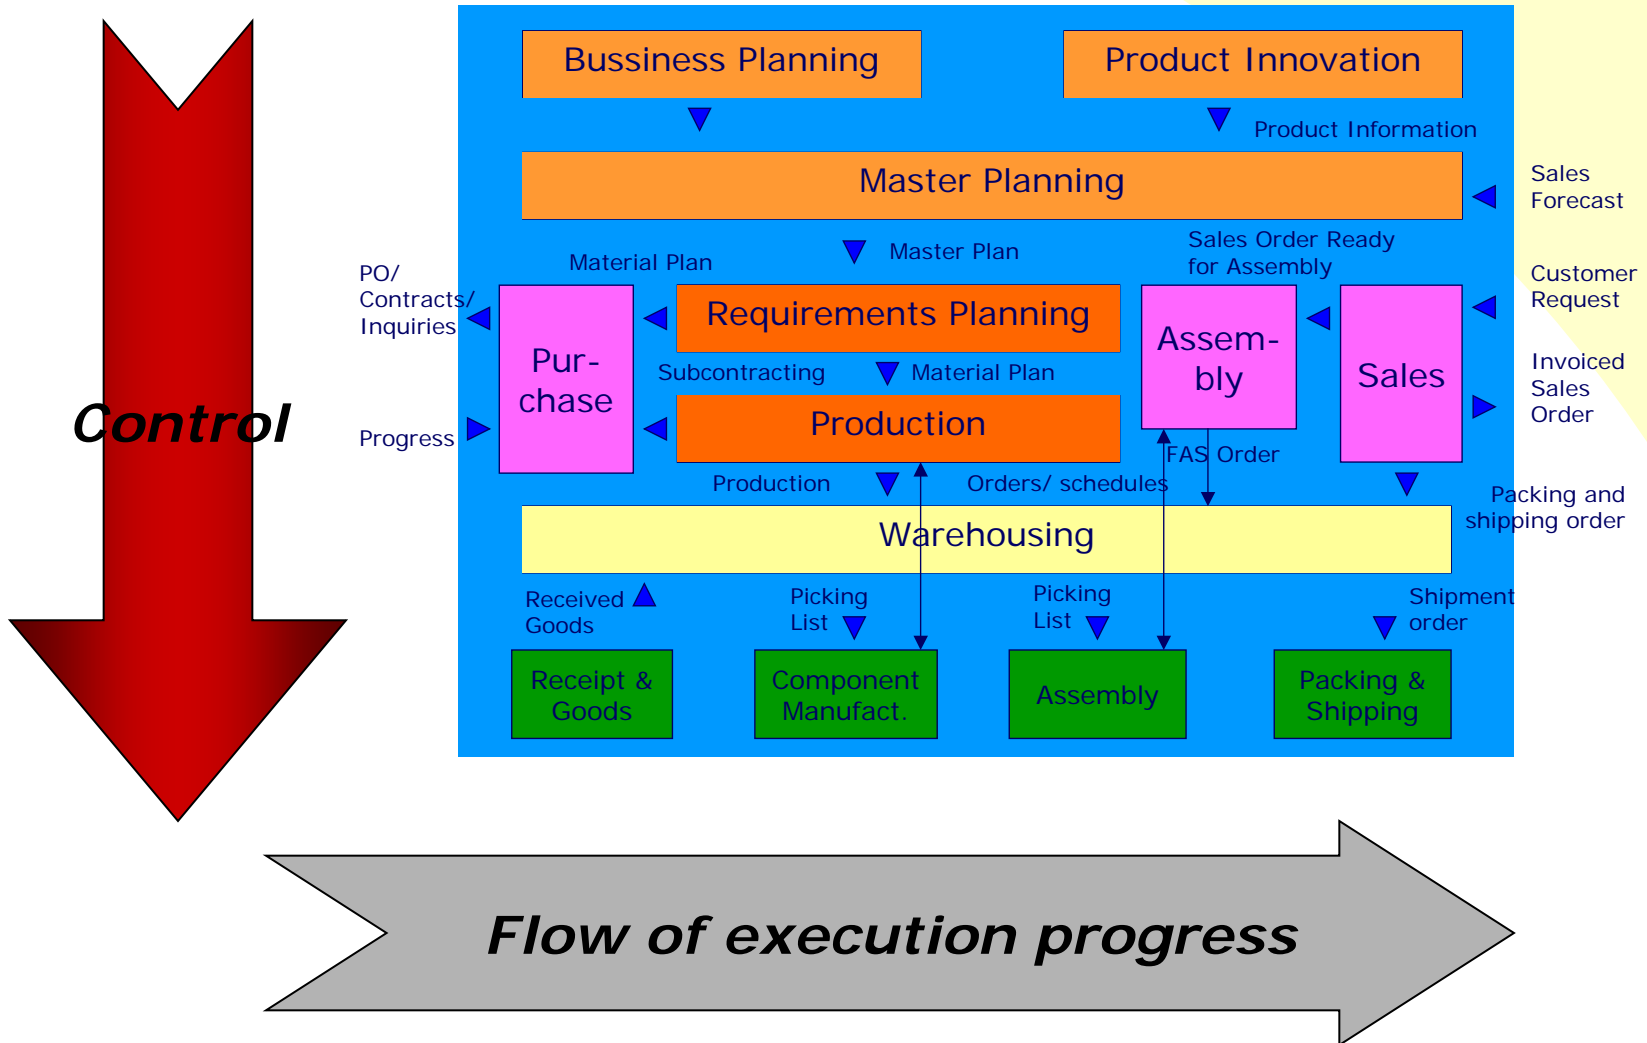 Bussiness Planning
Product Innovation
Product Information
Master Planning
Sales
Forecast
Master Plan
Sales Order Ready
for Assembly
Material Plan
PO/
Contracts/
Inquiries
Customer
Request
Requirements Planning
Pur-
chase
Assem-
bly
Sales
Invoiced
Sales
Order
Subcontracting
Material Plan
Control
Progress
Production
FAS Order
Production
Orders/ schedules
Packing and
shipping order
Warehousing
Received
Goods
Picking
List
Picking
List
Shipment
order
Receipt &
Goods
Component
Manufact.
Assembly
Packing &
Shipping
Flow of execution progress